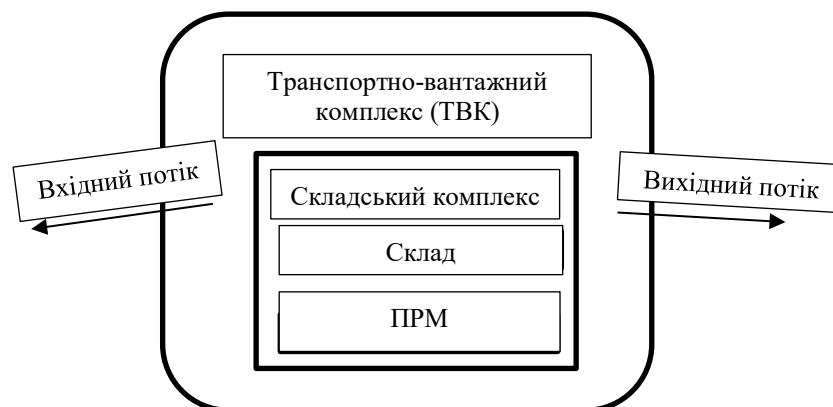 Транспортно-вантажний
комплекс (ТВК)
Вхідний потік
Вихідний потік
Складський комплекс
Склад
ПРМ